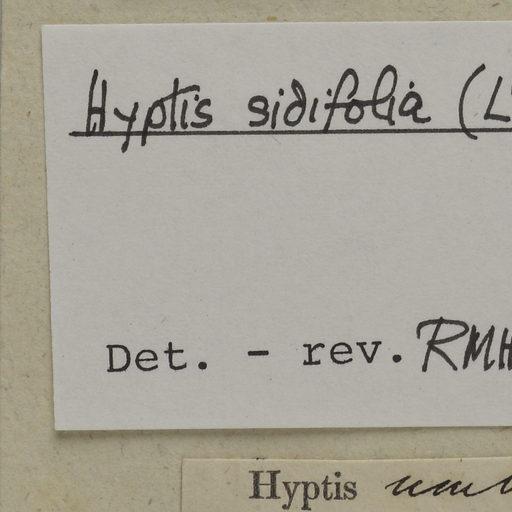 Hyptis sidifolia (L'
Det. - rev. RMH
Hyptis